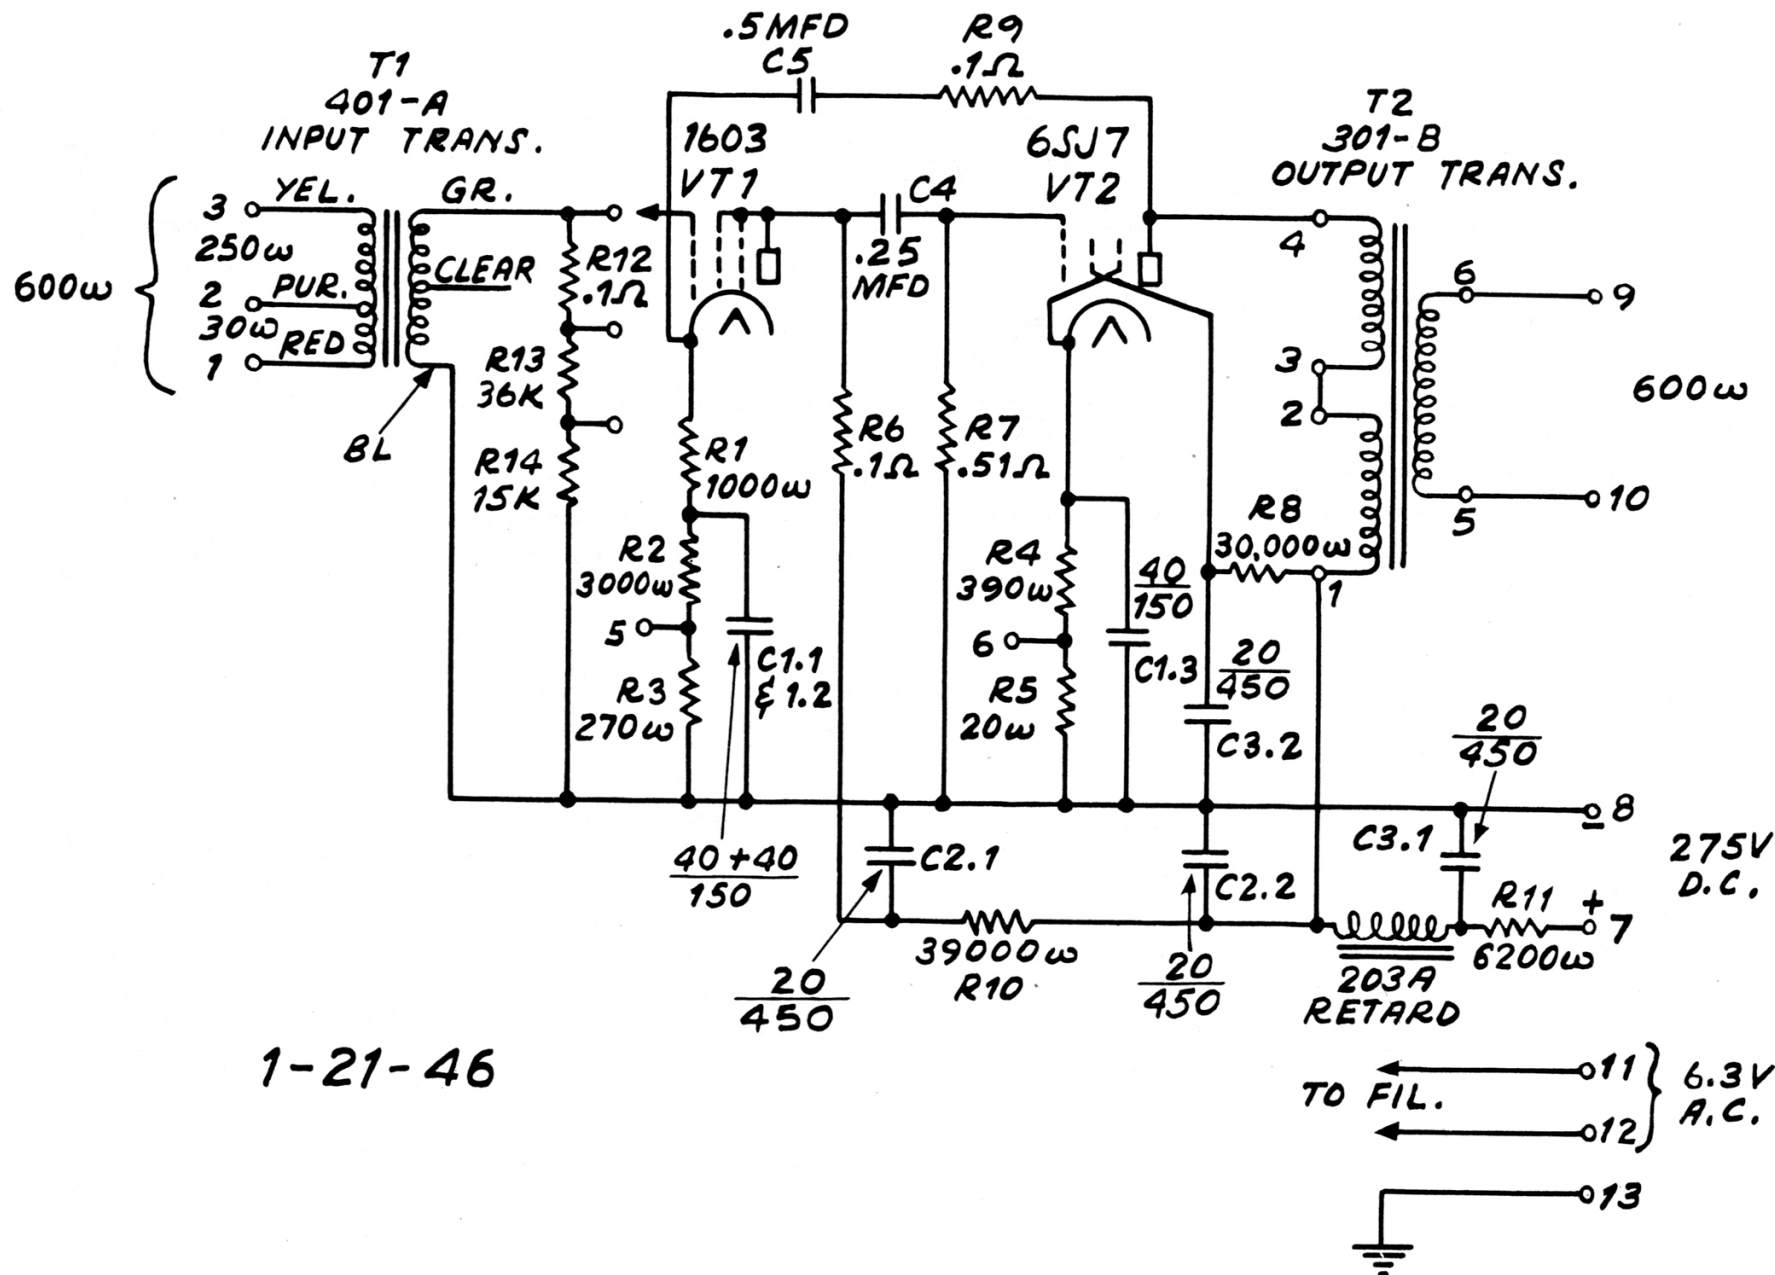 .5MFD
C5
R9
.1Ω
T1
401-A
INPUT TRANS.
1603
VT1
6SJ7
VT2
T2
301-B
OUTPUT TRANS.
3
YEL.
GR.
C4
.25
MFD
4
250ω
600ω
2
PUR.
CLEAR
R12
.1Ω
6
9
30ω
1
RED
BL
R13
36K
3
2
600ω
R14
15K
R1
1000ω
R6
.1Ω
R7
.51Ω
5
10
R2
3000ω
R4
390ω
40
150
R8
30,000ω
1
5
C1.1
& 1.2
6
C1.3
20
450
R3
270ω
R5
20ω
C3.2
20
450
8
-
40+40
150
C2.1
C2.2
C3.1
275V
D.C.
R11
+
7
6200ω
39000ω
R10
20
450
20
450
203A
RETARD
1-21-46
TO FIL.
11
12
6.3V
A.C.
13